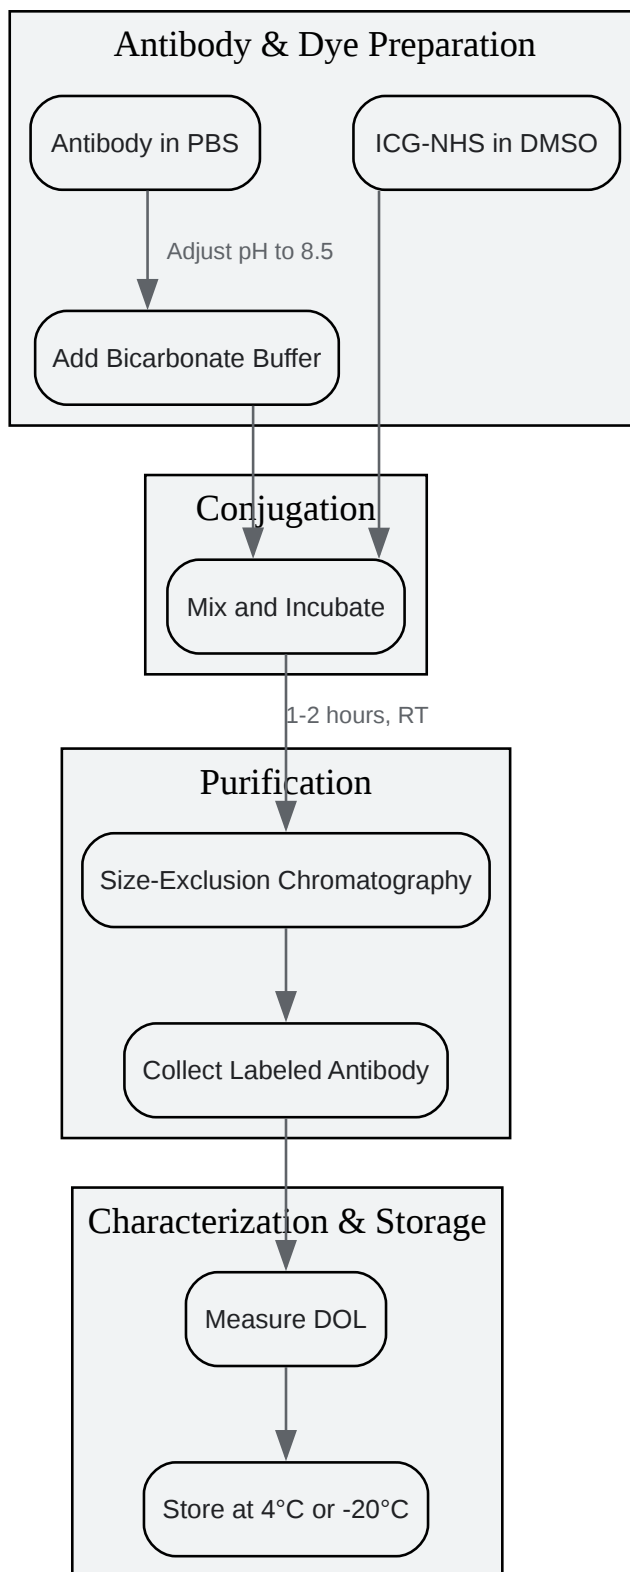 Antibody & Dye Preparation
Antibody in PBS
ICG-NHS in DMSO
Adjust pH to 8.5
Add Bicarbonate Buffer
Conjugation
Mix and Incubate
1-2 hours, RT
Purification
Size-Exclusion Chromatography
Collect Labeled Antibody
Characterization & Storage
Measure DOL
Store at 4°C or -20°C